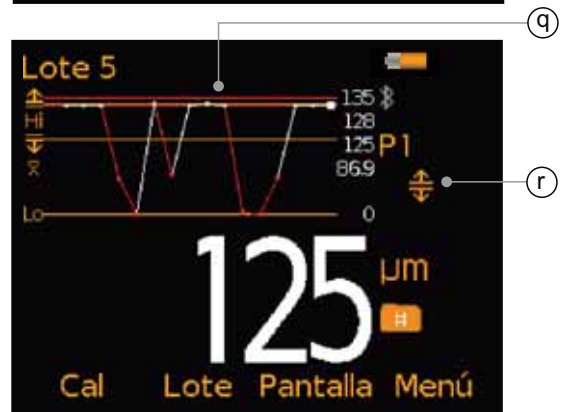 q
Lote 5
135
Hi 128
125 P1
x̄ 86.9
r
Lo 0
125 µm
#
Cal Lote Pantalla Menú